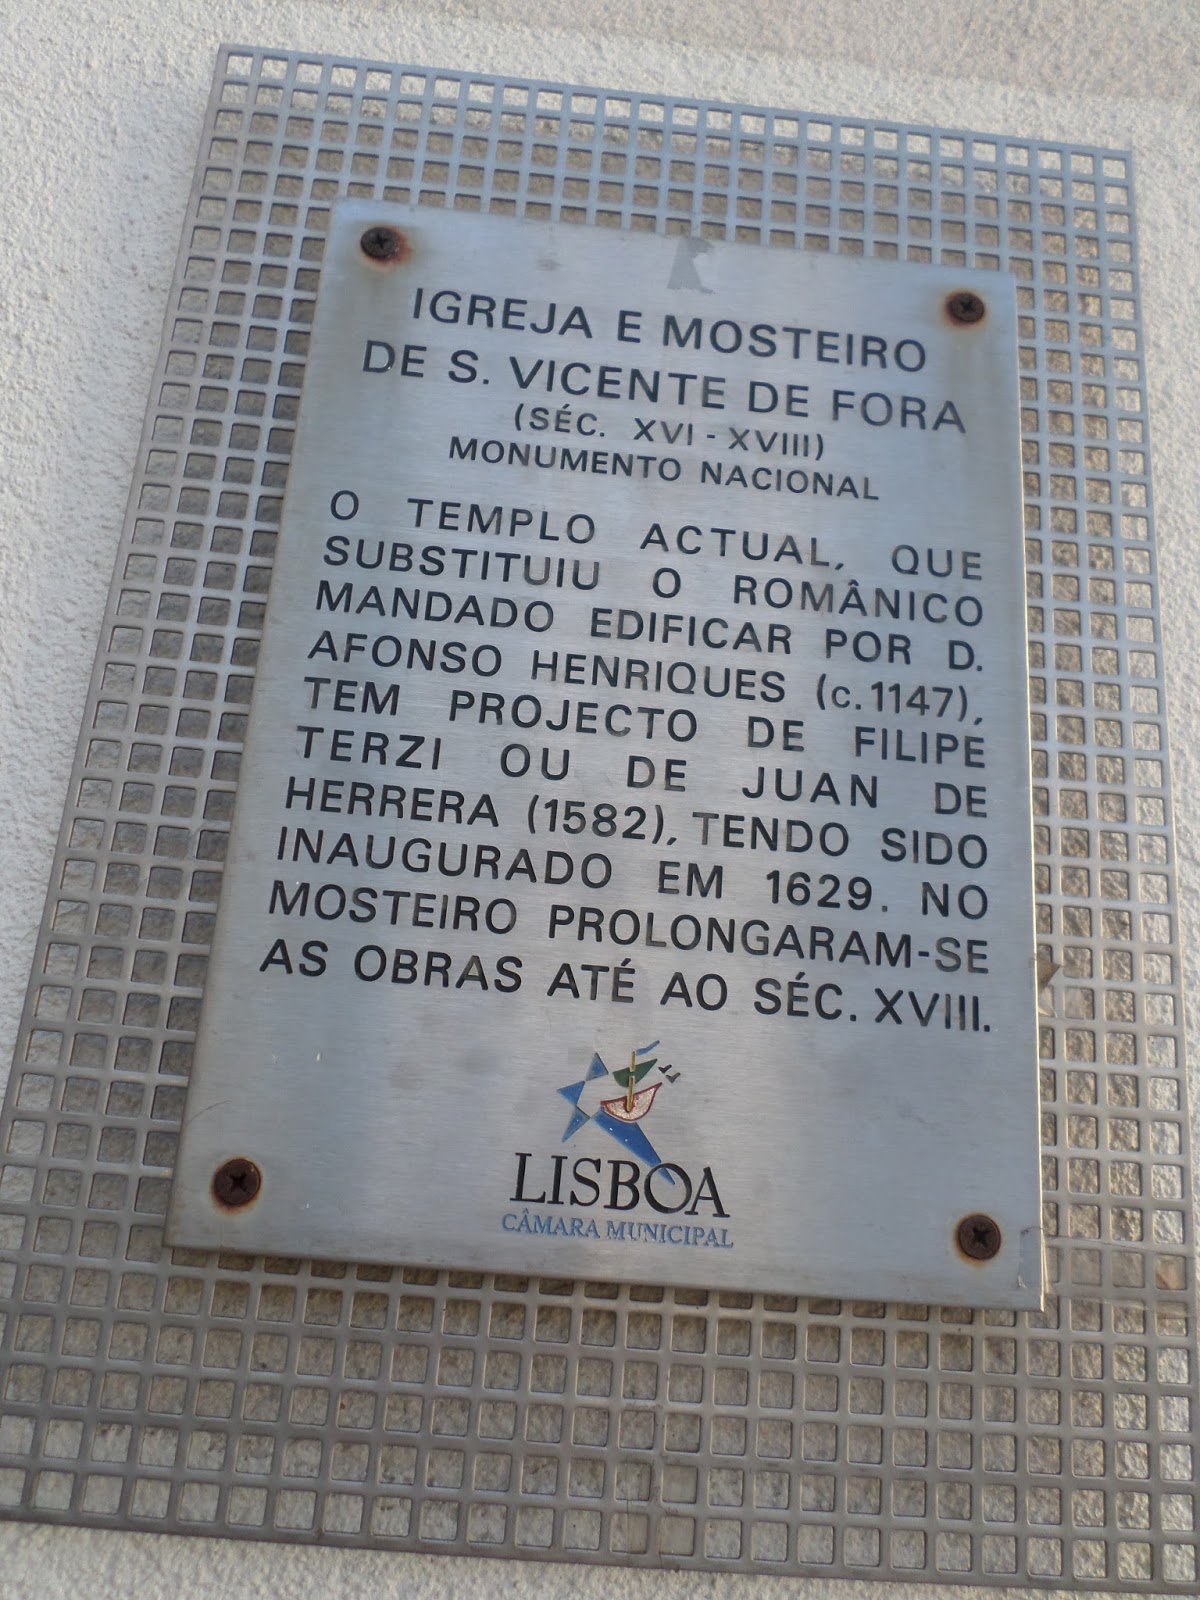 IGREJA E MOSTEIRO
DE S. VICENTE DE FORA
(SÉC. XVI - XVIII)
MONUMENTO NACIONAL
O TEMPLO ACTUAL, QUE
SUBSTITUIU O ROMÂNICO
MANDADO EDIFICAR POR D.
AFONSO HENRIQUES (c.1147),
TEM PROJECTO DE FILIPE
TERZI OU DE JUAN DE
HERRERA (1582), TENDO SIDO
INAUGURADO EM 1629. NO
MOSTEIRO PROLONGARAM-SE
AS OBRAS ATÉ AO SÉC. XVIII.
LISBOA
CÂMARA MUNICIPAL